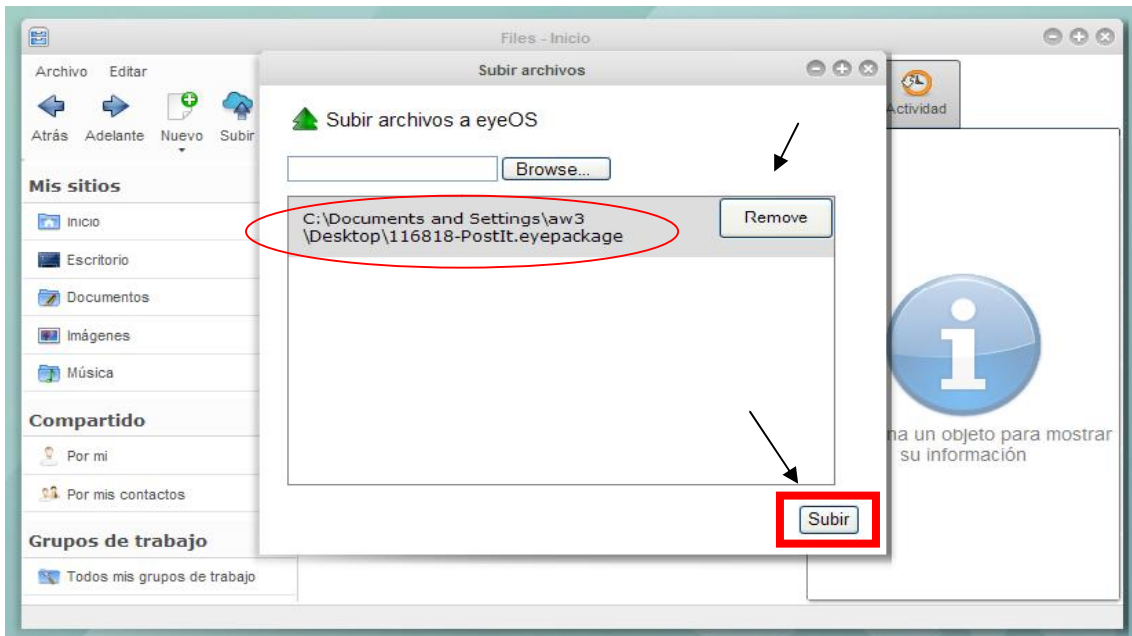 Files - Inicio
Archivo Editar
Atrás Adelante Nuevo Subir
Mis sitios
Inicio
Escritorio
Documentos
Imágenes
Música
Compartido
Por mi
Por mis contactos
Grupos de trabajo
Todos mis grupos de trabajo
Subir archivos
Subir archivos a eyeOS
Browse...
C:\Documents and Settings\aw3
\Desktop\116818-PostIt.eyepackage
Remove
Subir
Actividad
un objeto para mostrar
su información